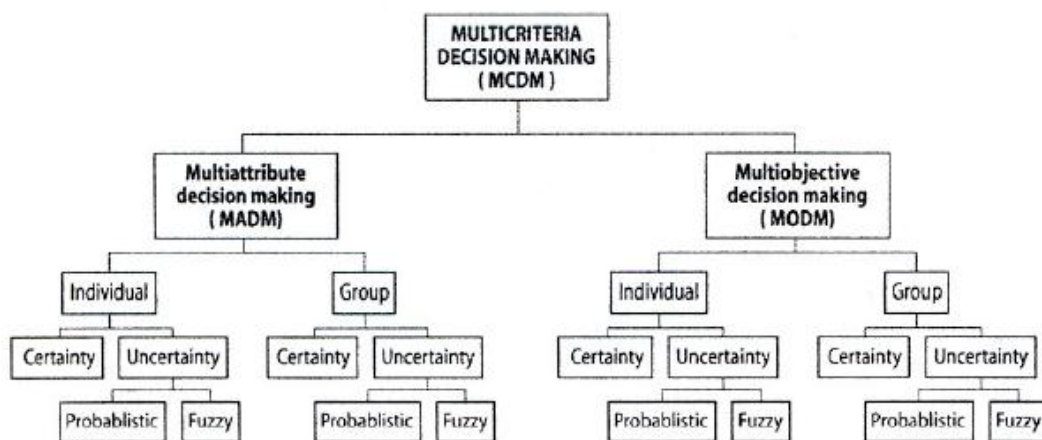 MULTICRITERIA
DECISION MAKING
( MCDM )
Multiattribute
decision making
( MADM)
Multiobjective
decision making
( MODM)
Individual
Group
Individual
Group
Certainty
Uncertainty
Certainty
Uncertainty
Certainty
Uncertainty
Certainty
Uncertainty
Probablistic
Fuzzy
Probablistic
Fuzzy
Probablistic
Fuzzy
Probablistic
Fuzzy